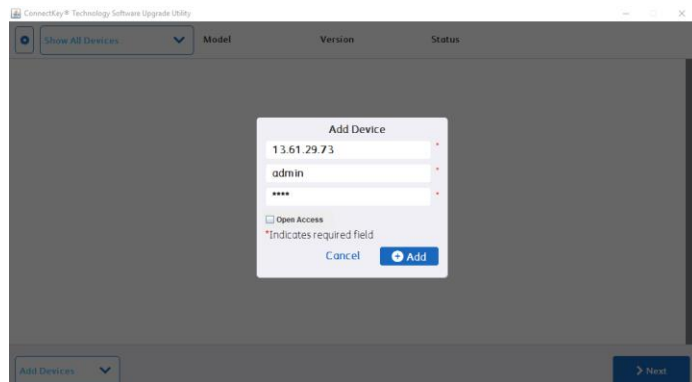 ConnectKey® Technology Software Upgrade Utility
Show All Devices Model Version Status
Add Device
13.61.29.73 *
admin *
**** *
Open Access
*Indicates required field
Cancel Add
Add Devices Next